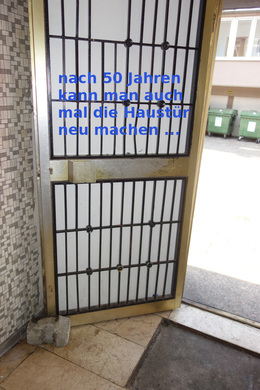 nach 50 Jahren
kann man auch
mal die Haustür
neu machen ...